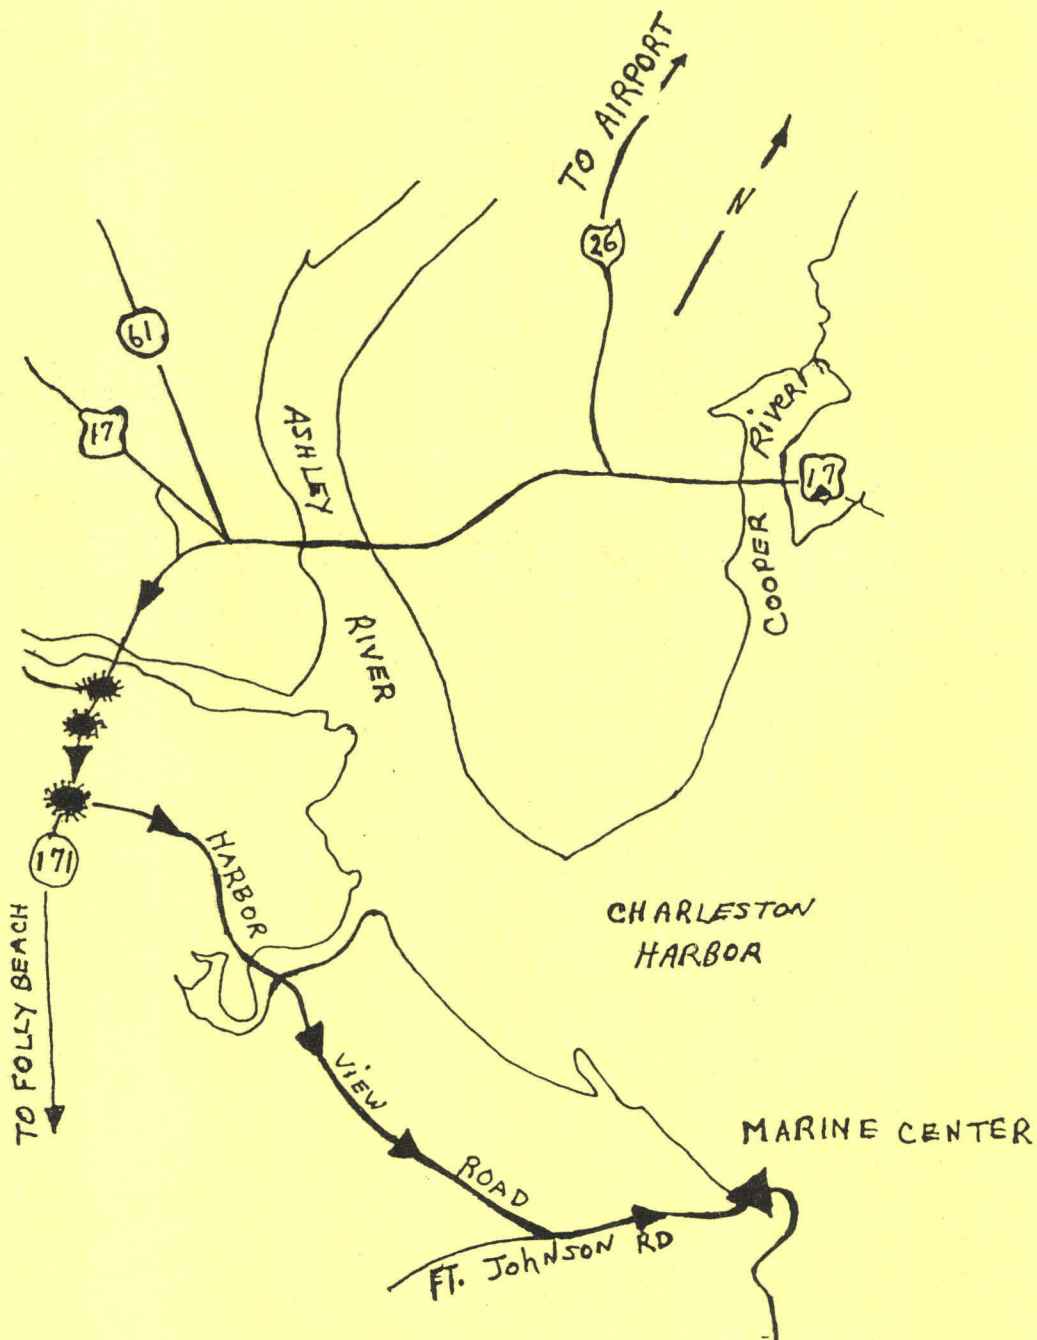 TO AIRPORT
N
26
61
17
ASHLEY
RIVER
COOPER
RiveR
17
171
TO FOLLY BEACH
HARBOR
ViEW
ROAD
CHARLESTON
HARBOR
MARINE CENTER
FT. JohNSON RD